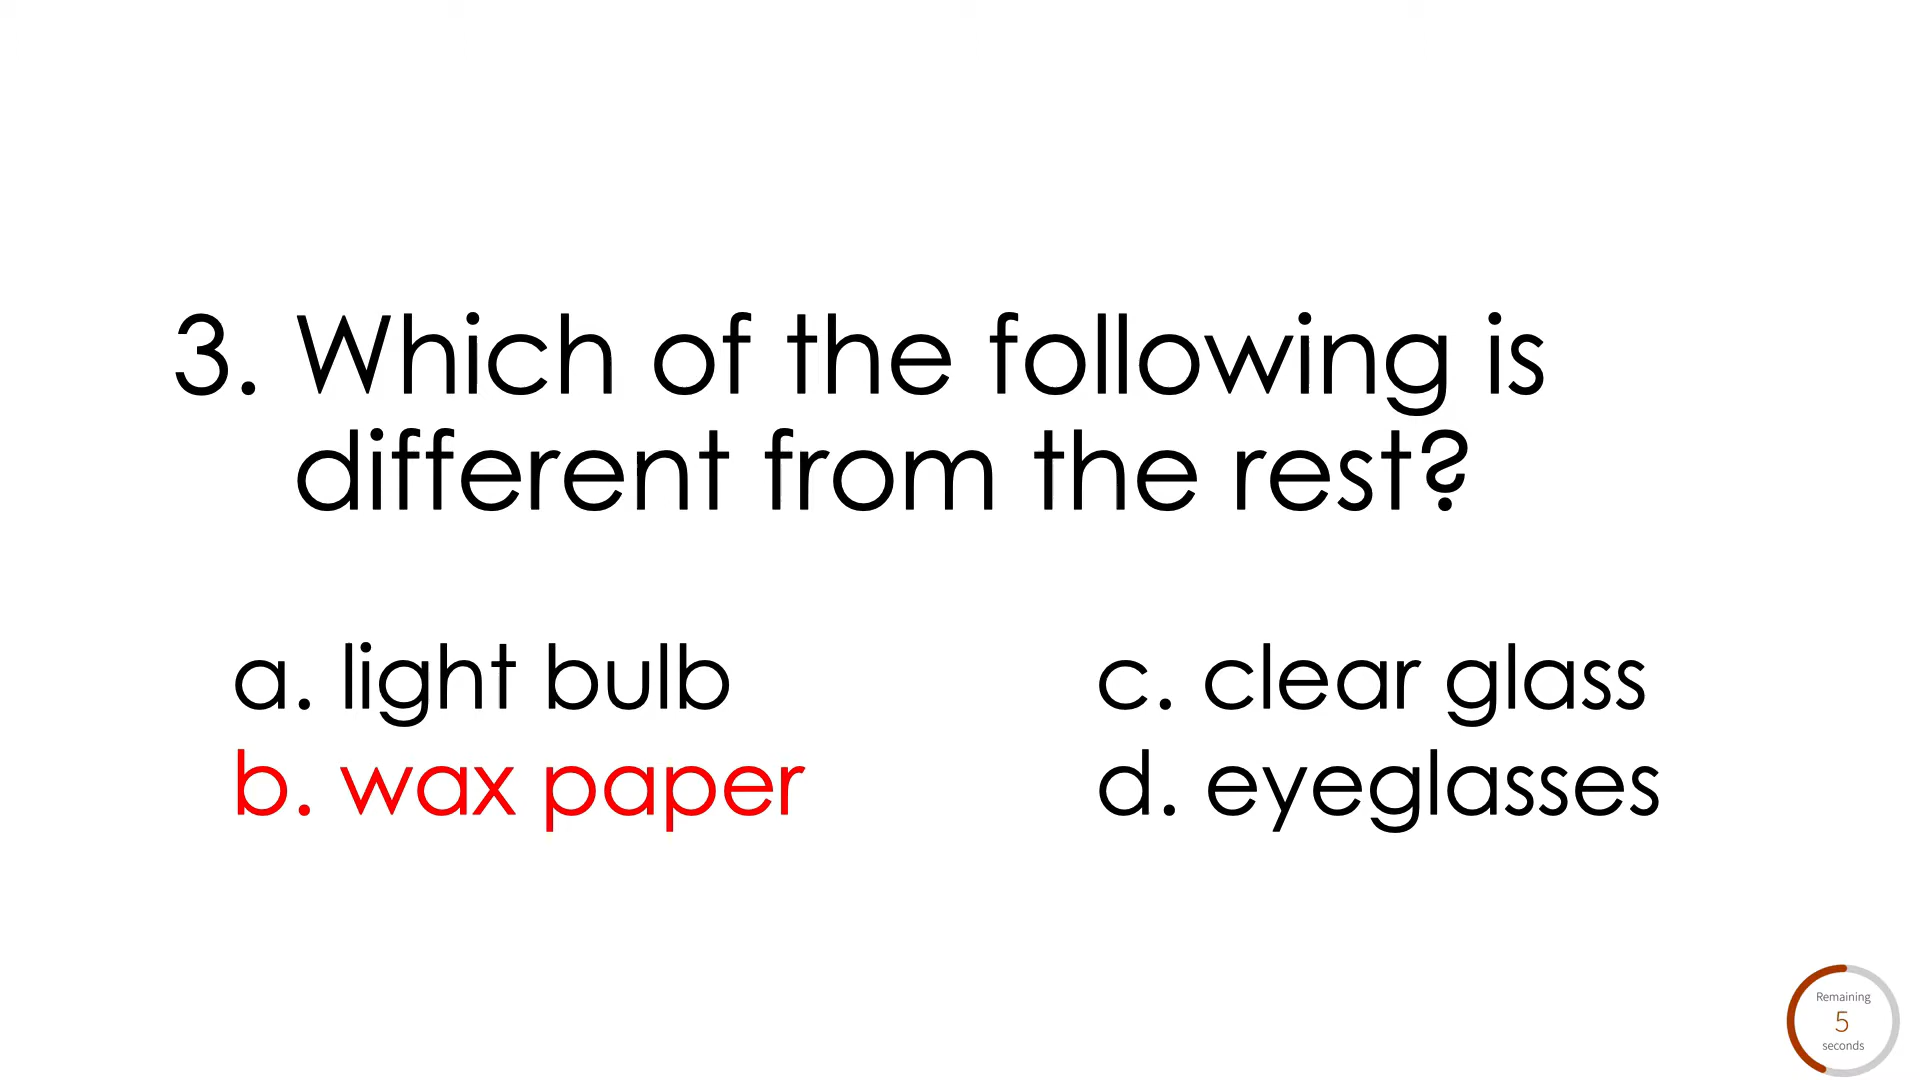 3. Which of the following is
different from the rest?
a. light bulb
b. wax paper
c. clear glass
d. eyeglasses
Remaining
5
seconds